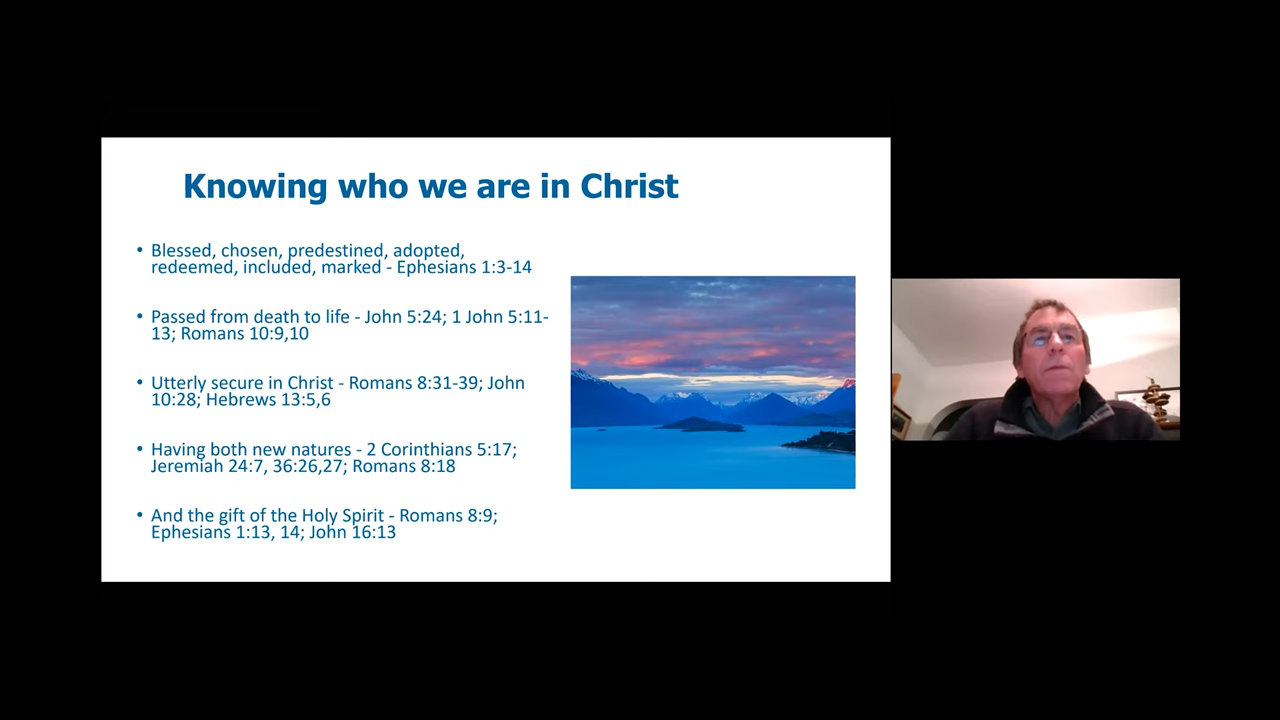 Knowing who we are in Christ
• Blessed, chosen, predestined, adopted,
redeemed, included, marked - Ephesians 1:3-14
• Passed from death to life - John 5:24; 1 John 5:11-
13; Romans 10:9,10
• Utterly secure in Christ - Romans 8:31-39; John
10:28; Hebrews 13:5,6
• Having both new natures - 2 Corinthians 5:17;
Jeremiah 24:7, 36:26,27; Romans 8:18
• And the gift of the Holy Spirit - Romans 8:9;
Ephesians 1:13, 14; John 16:13